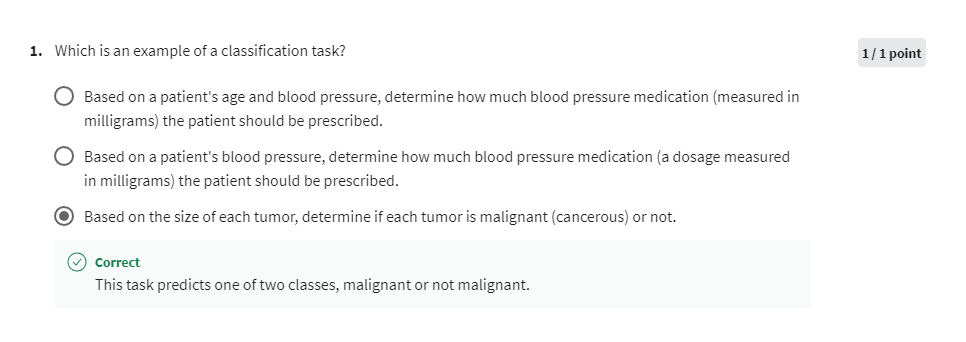 1. Which is an example of a classification task?
1 / 1 point
Based on a patient's age and blood pressure, determine how much blood pressure medication (measured in
milligrams) the patient should be prescribed.
Based on a patient's blood pressure, determine how much blood pressure medication (a dosage measured
in milligrams) the patient should be prescribed.
Based on the size of each tumor, determine if each tumor is malignant (cancerous) or not.
Correct
This task predicts one of two classes, malignant or not malignant.